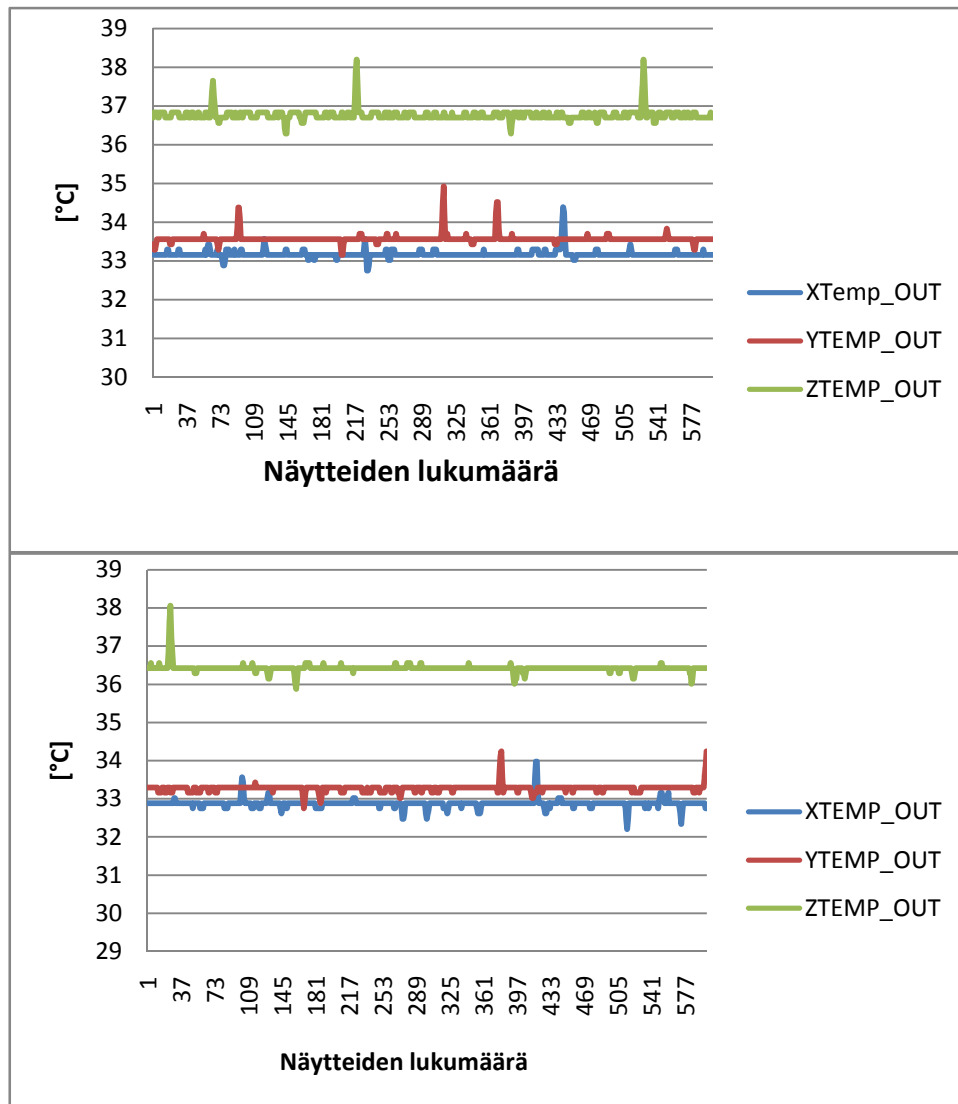 39
38
37
36
35
34
33
32
31
30
[°C]
1 37 73 109 145 181 217 253 289 325 361 397 433 469 505 541 577
Näytteiden lukumäärä
XTemp_OUT
YTEMP_OUT
ZTEMP_OUT
39
38
37
36
35
34
33
32
31
30
29
[°C]
1 37 73 109 145 181 217 253 289 325 361 397 433 469 505 541 577
Näytteiden lukumäärä
XTEMP_OUT
YTEMP_OUT
ZTEMP_OUT